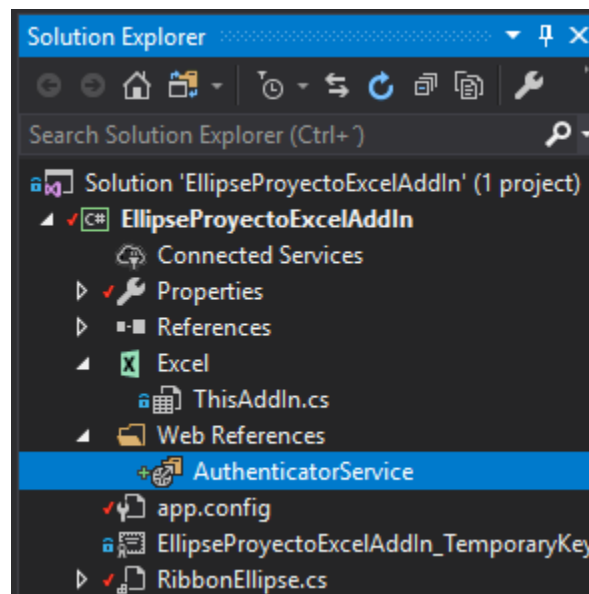 Solution Explorer
Search Solution Explorer (Ctrl+´)
Solution 'EllipseProyectoExcelAddIn' (1 project)
C# EllipseProyectoExcelAddIn
Connected Services
Properties
References
Excel
ThisAddIn.cs
Web References
AuthenticatorService
app.config
EllipseProyectoExcelAddIn_TemporaryKey
RibbonEllipse.cs